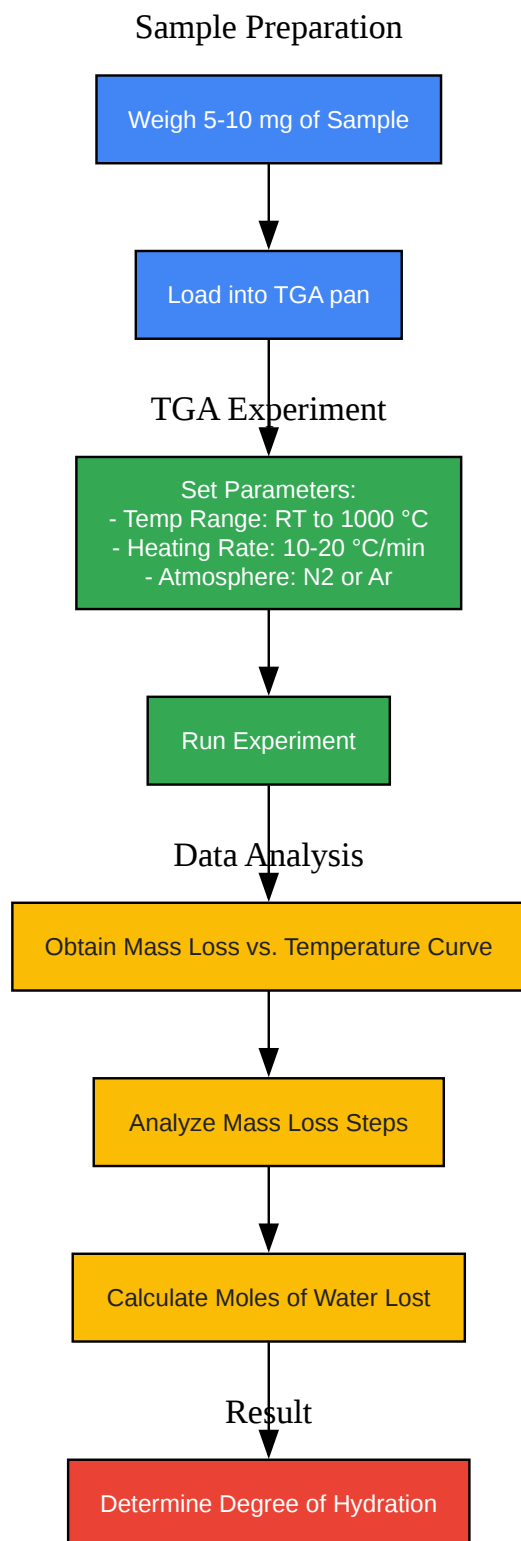 Sample Preparation
Weigh 5-10 mg of Sample
Load into TGA pan
TGA Experiment
Set Parameters:
- Temp Range: RT to 1000 °C
- Heating Rate: 10-20 °C/min
- Atmosphere: N2 or Ar
Run Experiment
Data Analysis
Obtain Mass Loss vs. Temperature Curve
Analyze Mass Loss Steps
Calculate Moles of Water Lost
Result
Determine Degree of Hydration